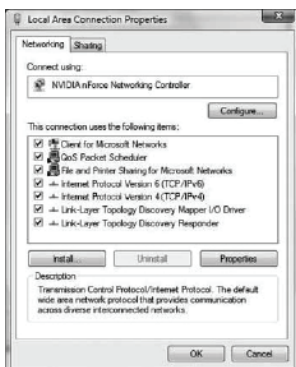 Local Area Connection Properties
Networking
Sharing
Connect using:
NVIDIA nForce Networking Controller
Configure...
This connection uses the following items:
Client for Microsoft Networks
QoS Packet Scheduler
File and Printer Sharing for Microsoft Networks
Internet Protocol Version 6 (TCP/IPv6)
Internet Protocol Version 4 (TCP/IPv4)
Link-Layer Topology Discovery Mapper I/O Driver
Link-Layer Topology Discovery Responder
Install...
Uninstall
Properties
Description
Transmission Control Protocol/Internet Protocol. The default
wide area network protocol that provides communication
across diverse interconnected networks.
OK
Cancel